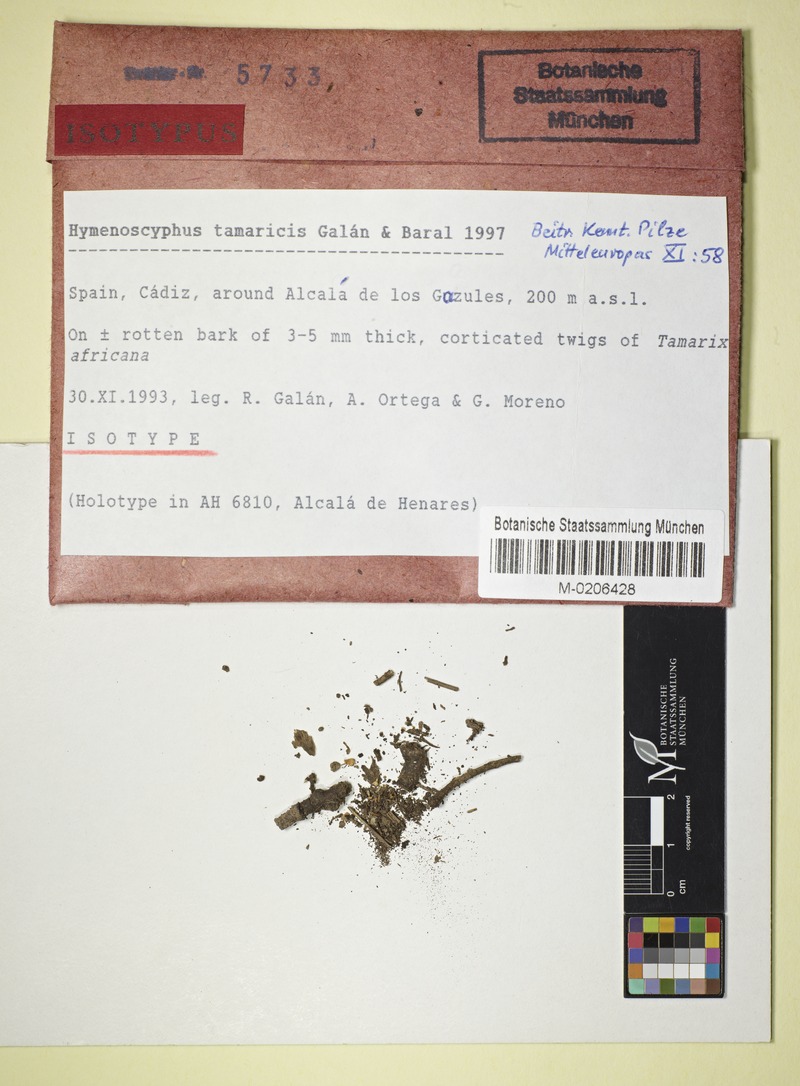 5733
ISOTYPUS
Botanische
Staatssammlung
München
Hymenoscyphus tamaricis Galán & Baral 1997
Beitr. Kennt. Pilze
Mitteleuropas XI:58
Spain, Cádiz, around Alcalá de los Gazules, 200 m a.s.l.
On ± rotten bark of 3-5 mm thick, corticated twigs of Tamarix
africana
30.XI.1993, leg. R. Galán, A. Ortega & G. Moreno
I S O T Y P E
(Holotype in AH 6810, Alcalá de Henares)
Botanische Staatssammlung München
M-0206428
BOTANISCHE
STAATSSAMMLUNG
MÜNCHEN
M
copyright reserved
0 1 2
cm